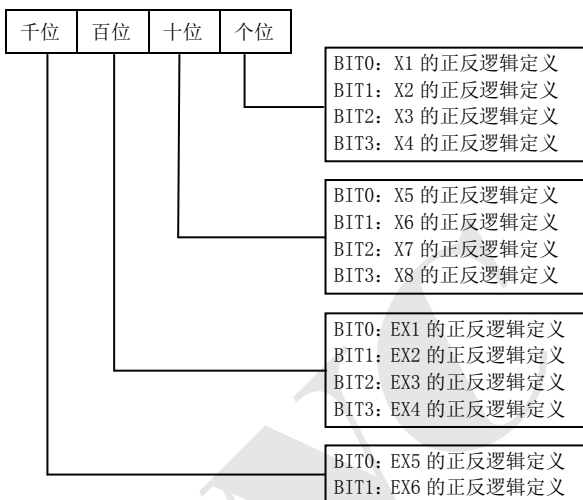 千位 百位 十位 个位
BIT0: X1 的正反逻辑定义
BIT1: X2 的正反逻辑定义
BIT2: X3 的正反逻辑定义
BIT3: X4 的正反逻辑定义
BIT0: X5 的正反逻辑定义
BIT1: X6 的正反逻辑定义
BIT2: X7 的正反逻辑定义
BIT3: X8 的正反逻辑定义
BIT0: EX1 的正反逻辑定义
BIT1: EX2 的正反逻辑定义
BIT2: EX3 的正反逻辑定义
BIT3: EX4 的正反逻辑定义
BIT0: EX5 的正反逻辑定义
BIT1: EX6 的正反逻辑定义